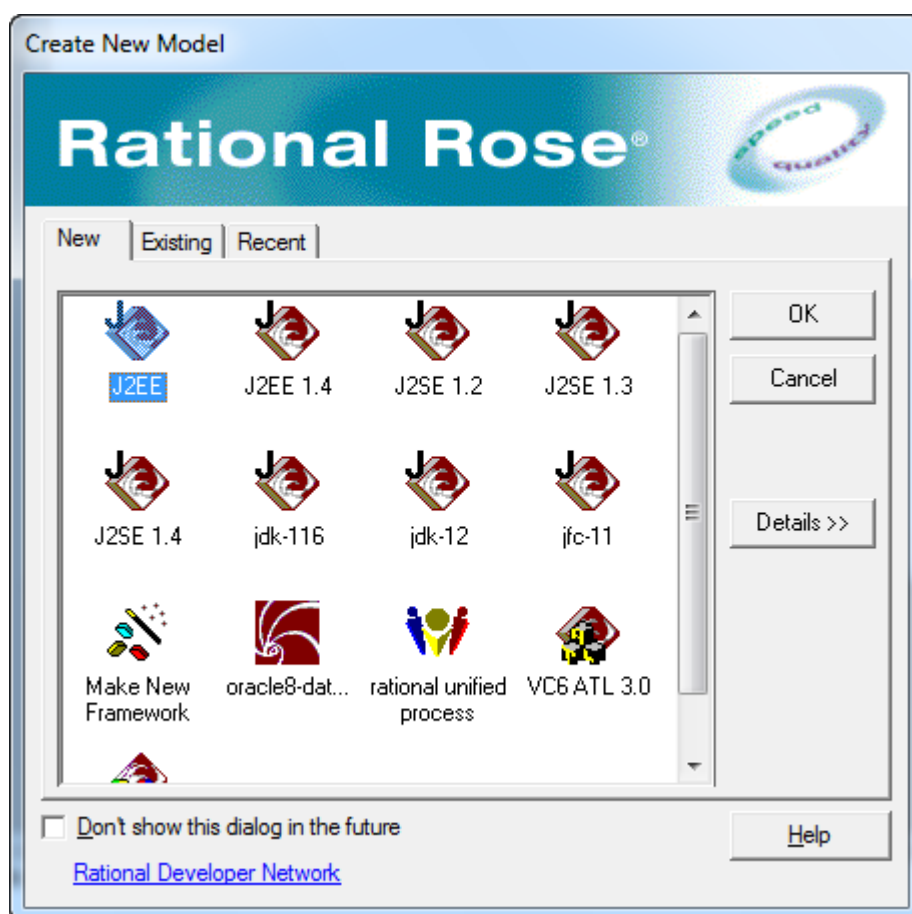 Create New Model
Rational Rose®
speed
quality
New
Existing
Recent
J2EE
J2EE 1.4
J2SE 1.2
J2SE 1.3
OK
Cancel
J2SE 1.4
jdk-116
jdk-12
jfc-11
Details >>
Make New
Framework
oracle8-dat...
rational unified
process
VC6 ATL 3.0
Don't show this dialog in the future
Help
Rational Developer Network